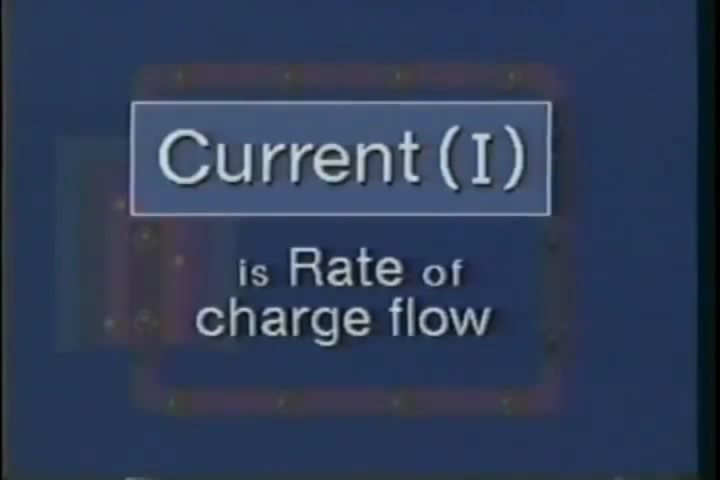 Current (I)
is Rate of
charge flow